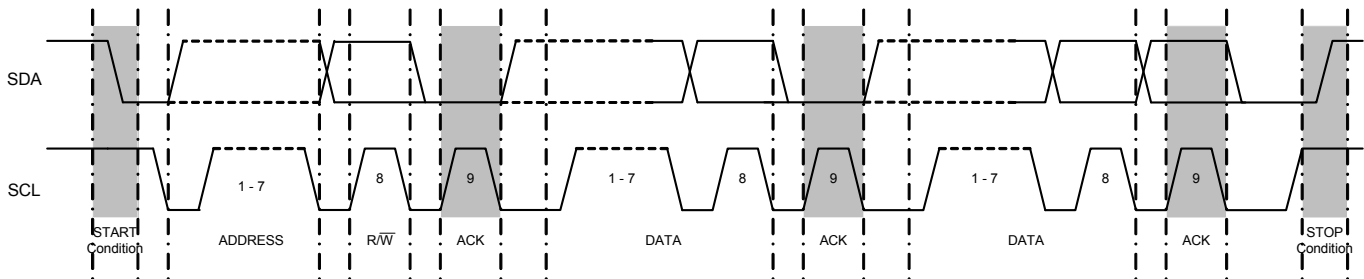 SDA
SCL
1 - 7
8
9
1 - 7
8
9
1 - 7
8
9
START
Condition
ADDRESS
R/W̅
ACK
DATA
ACK
DATA
ACK
STOP
Condition